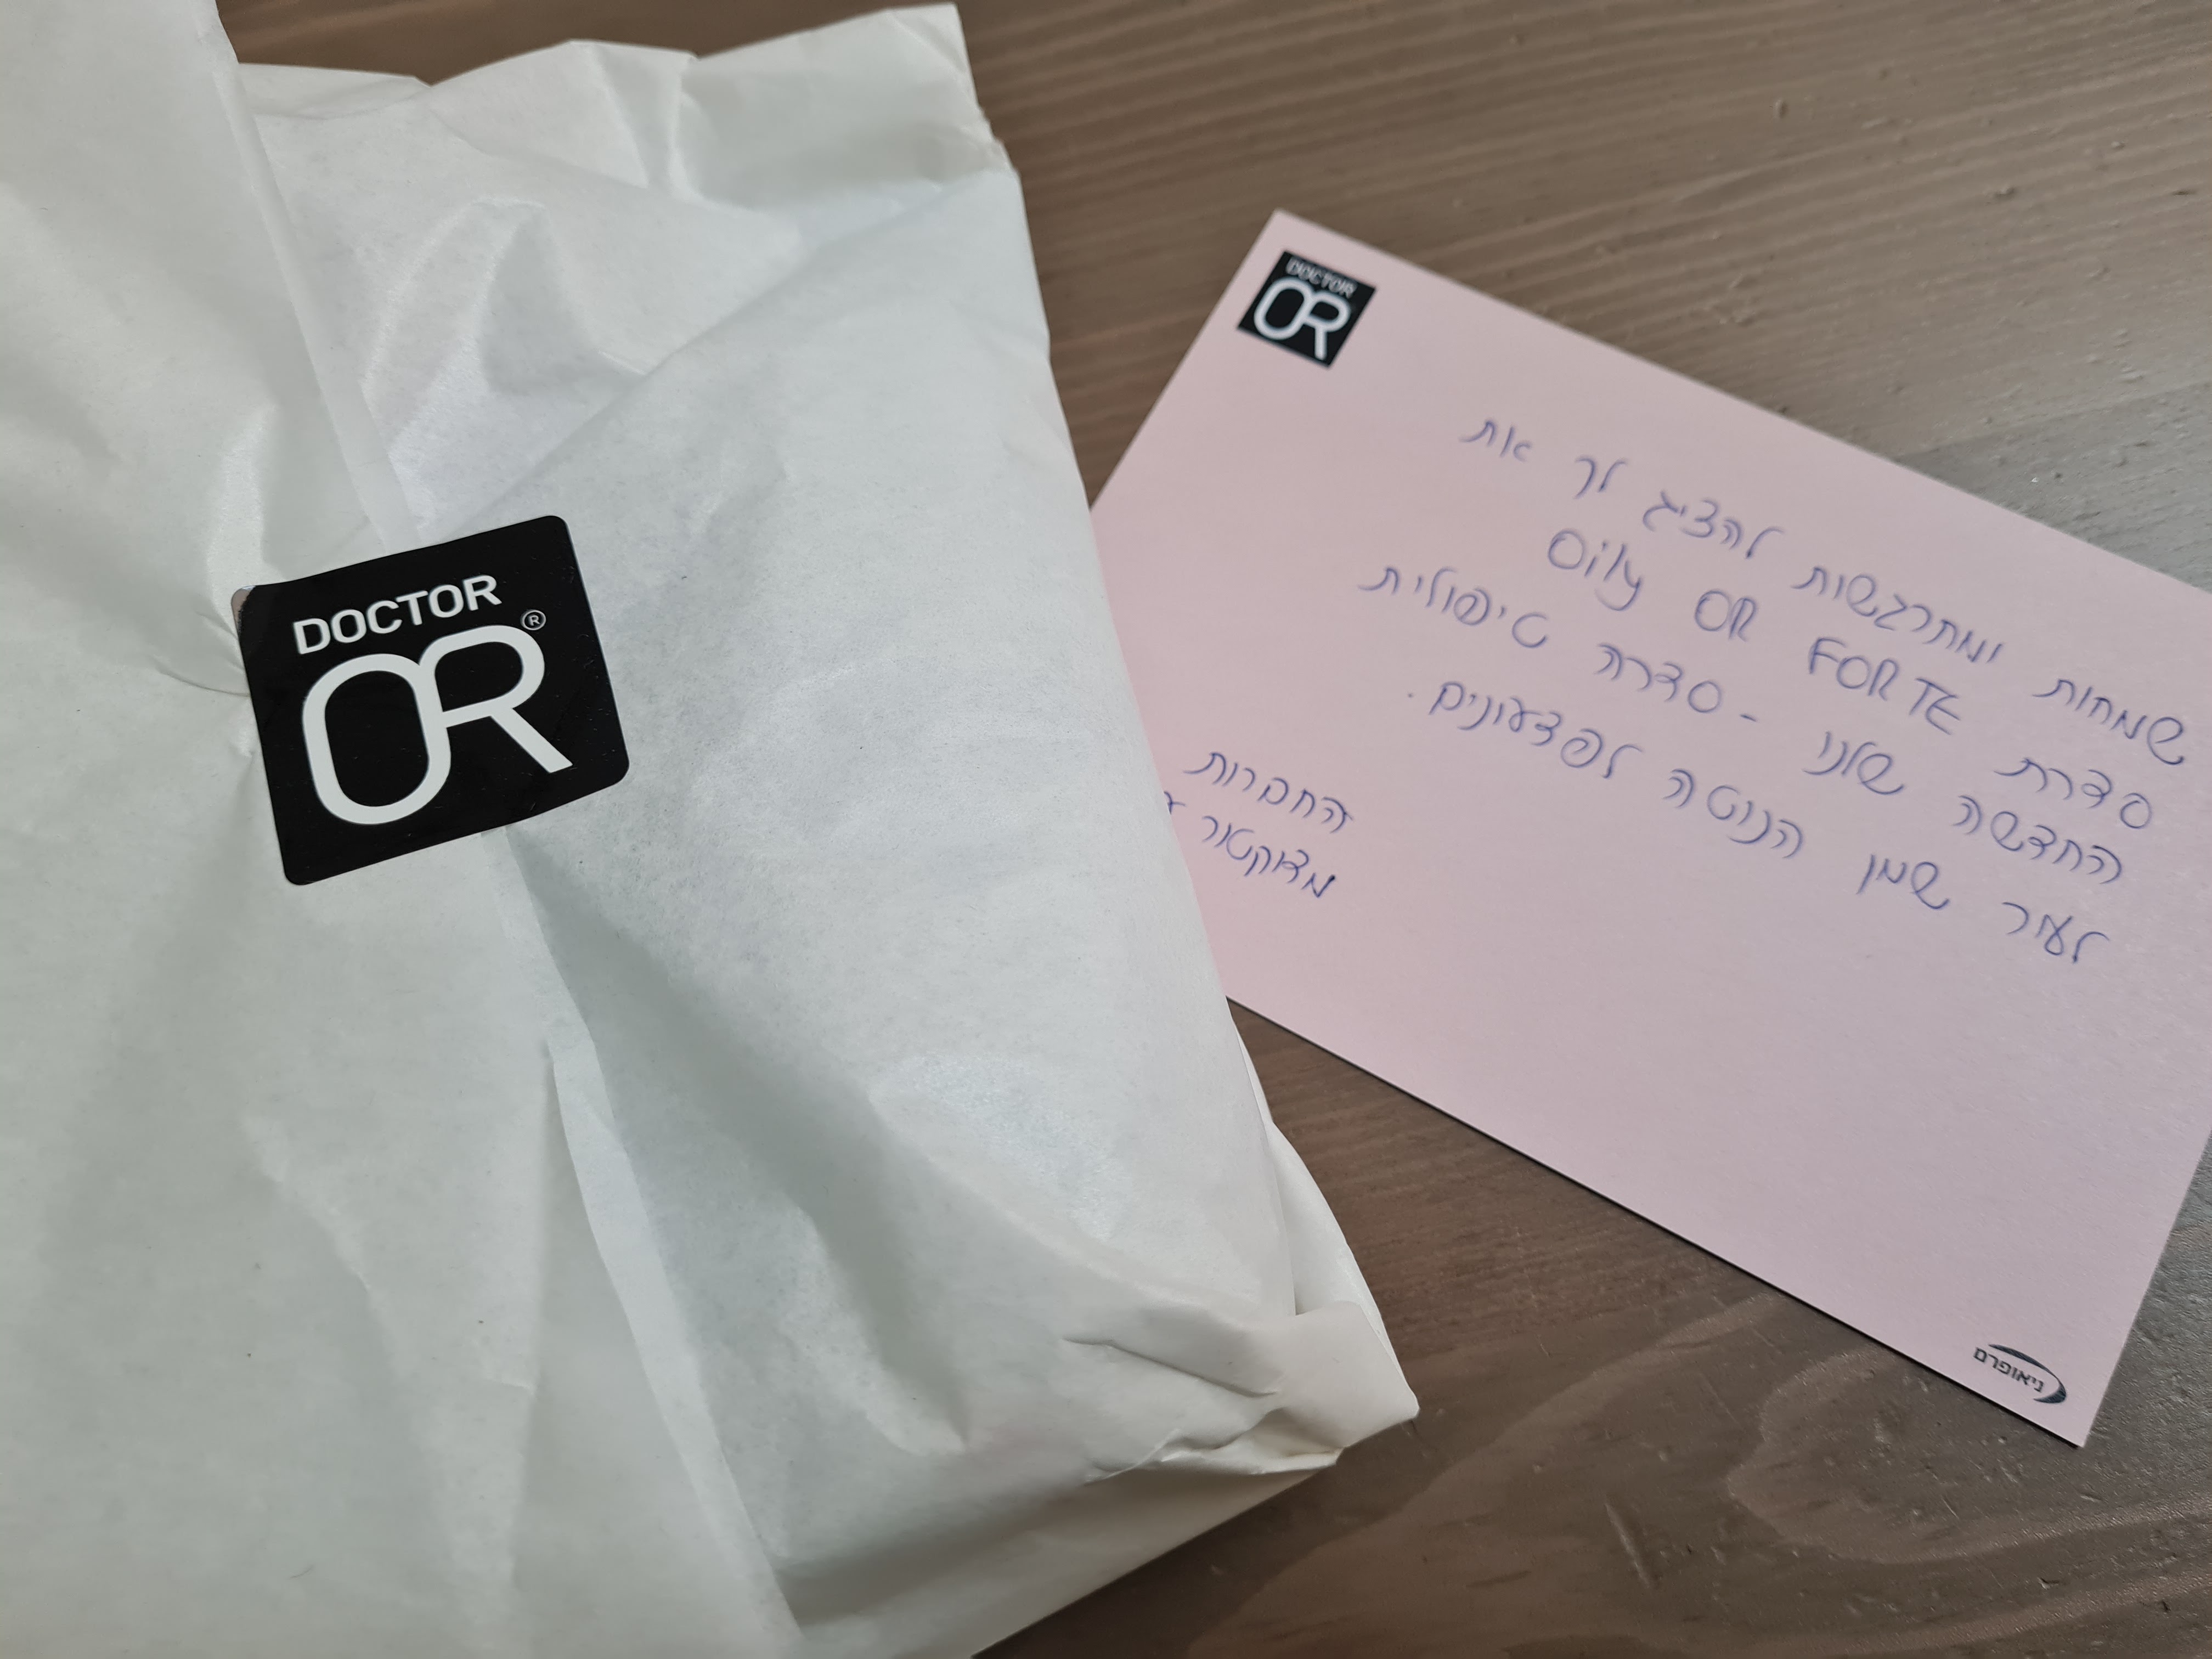 DOCTOR
OR®
DOCTOR
OR
שמחות ומתרגשות להציג לך את
סדרת OilY OR FORTE
החדשה שלנו - סדרה טיפולית
לעור שמן הנוטה לפצעונים.
החברות
מדוקטור
ניאופרם